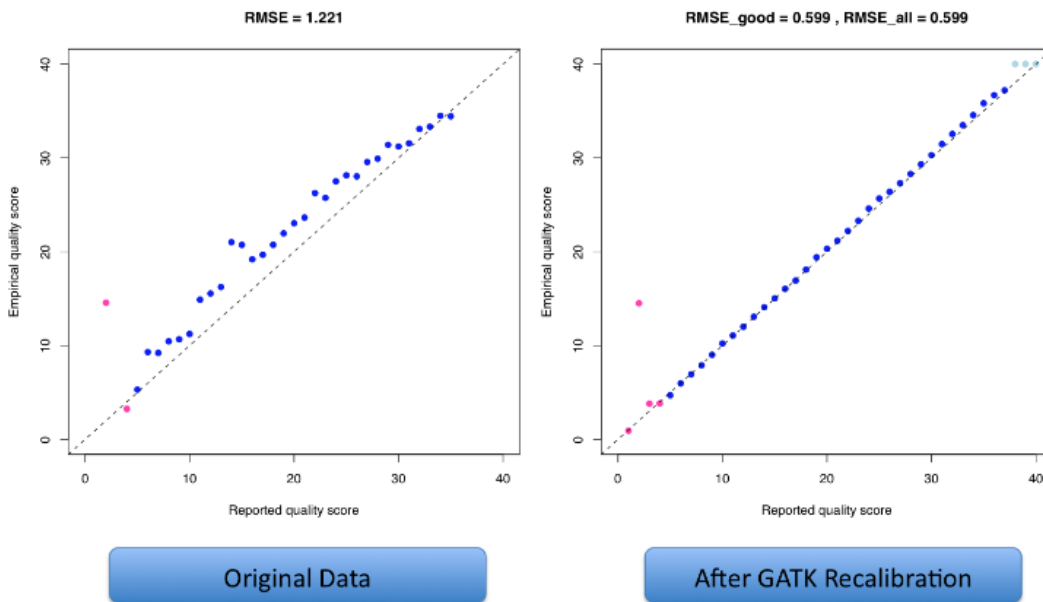 RMSE = 1.221
Empirical quality score
40
30
20
10
0
0 10 20 30 40
Reported quality score
Original Data
RMSE_good = 0.599 , RMSE_all = 0.599
Empirical quality score
40
30
20
10
0
0 10 20 30 40
Reported quality score
After GATK Recalibration